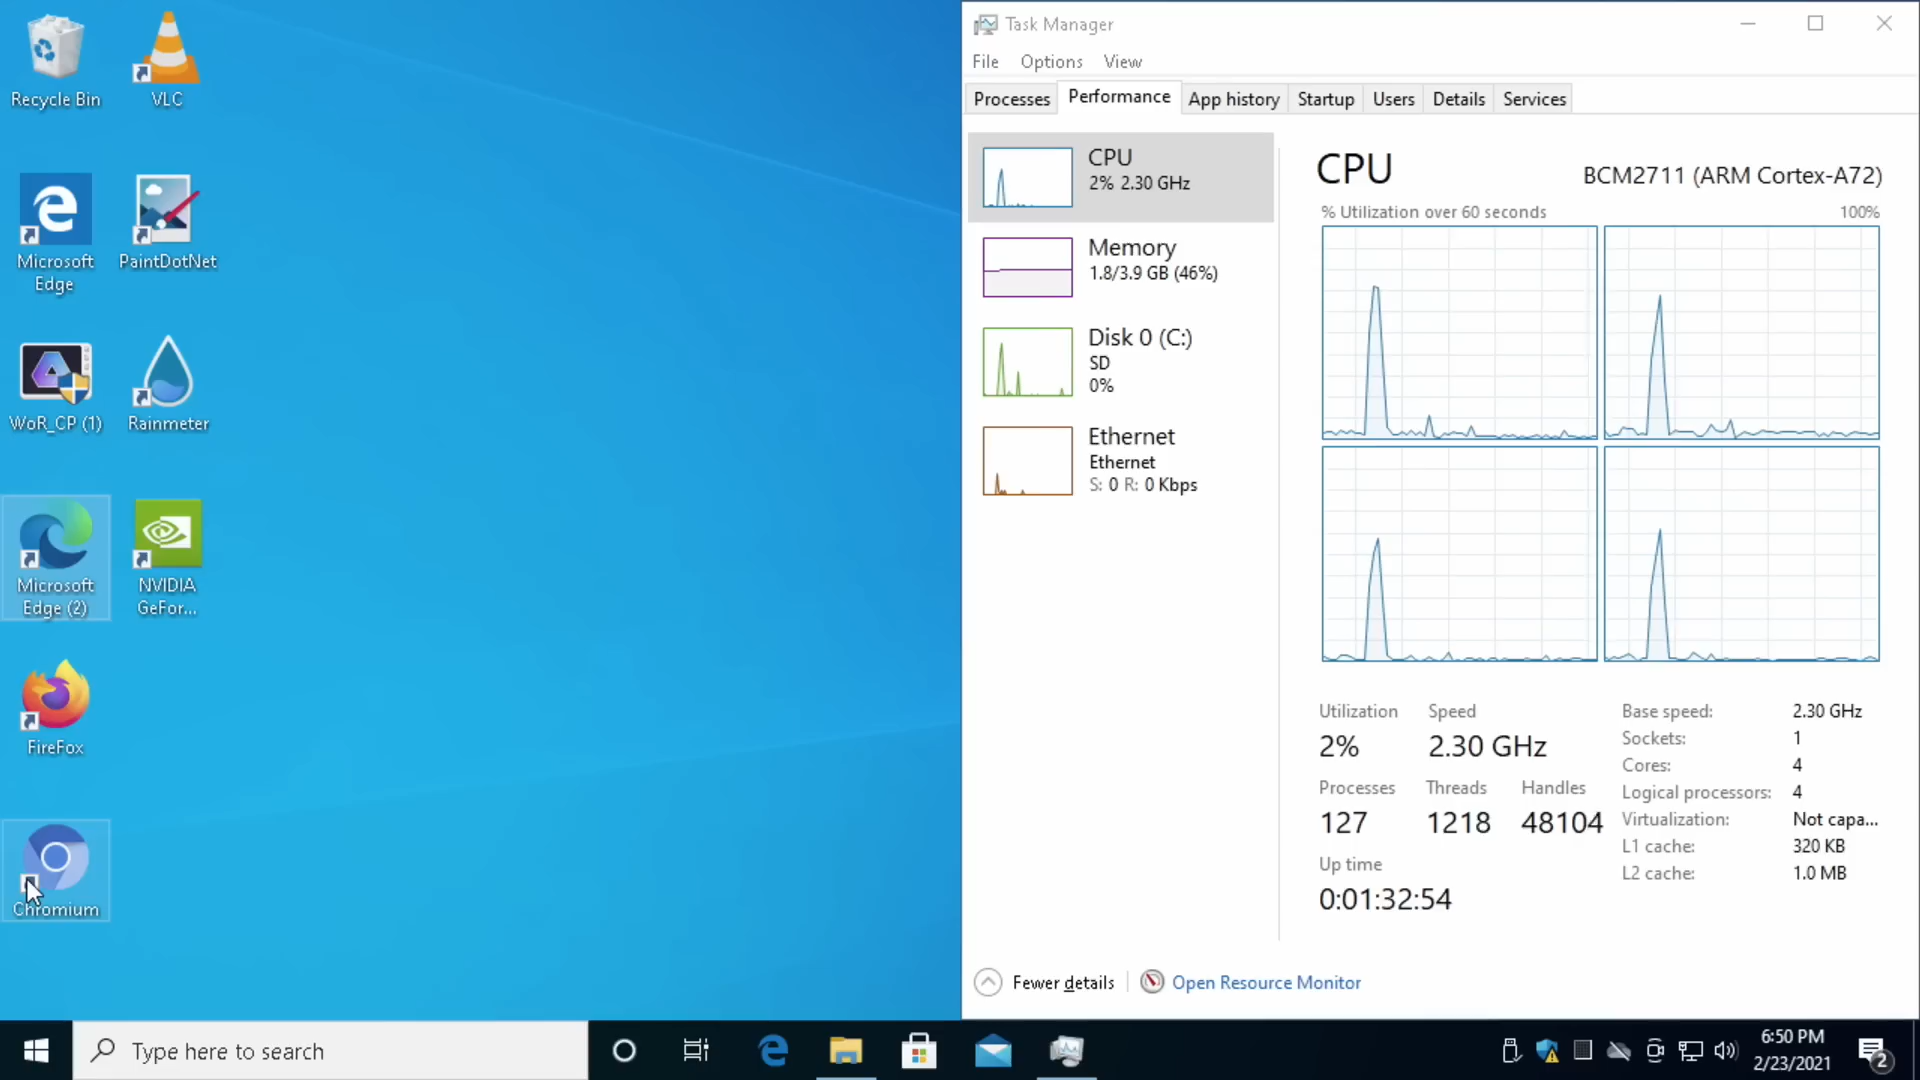 Recycle Bin
VLC
Microsoft
Edge
PaintDotNet
WoR_CP (1)
Rainmeter
Microsoft
Edge (2)
NVIDIA
GeFor...
FireFox
Chromium
Task Manager
File Options View
Processes Performance App history Startup Users Details Services
CPU
2% 2.30 GHz
Memory
1.8/3.9 GB (46%)
Disk 0 (C:)
SD
0%
Ethernet
Ethernet
S: 0 R: 0 Kbps
CPU BCM2711 (ARM Cortex-A72)
% Utilization over 60 seconds 100%
Utilization Speed
2% 2.30 GHz
Processes Threads Handles
127 1218 48104
Up time
0:01:32:54
Base speed: 2.30 GHz
Sockets: 1
Cores: 4
Logical processors: 4
Virtualization: Not capa...
L1 cache: 320 KB
L2 cache: 1.0 MB
Fewer details Open Resource Monitor
Type here to search
6:50 PM
2/23/2021
2